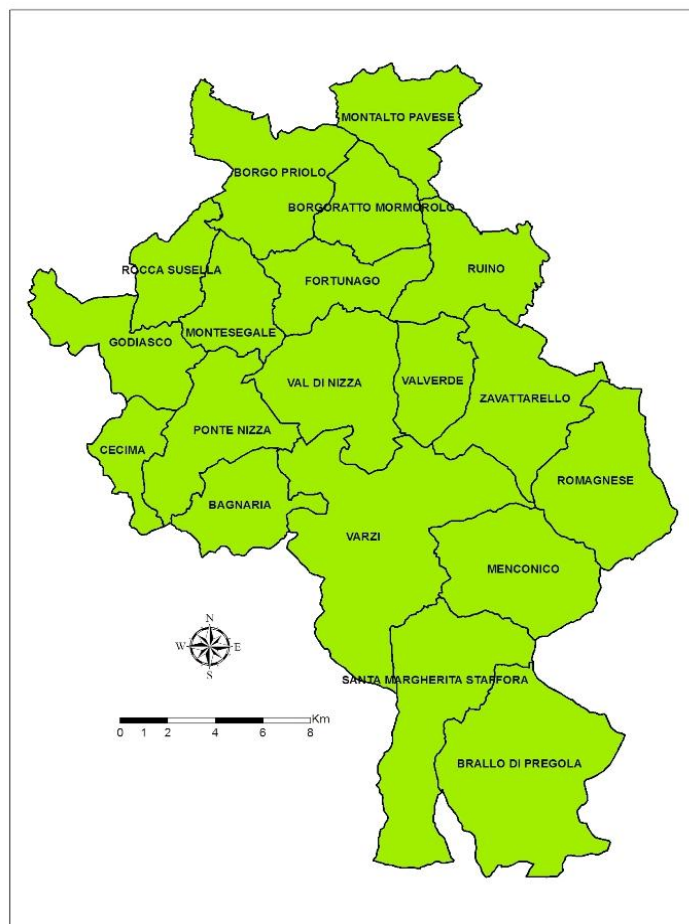 MONTALTO PAVESE
BORGO PRIOLO
BORGORATTO MORMOROLO
ROCCA SUSELLA
FORTUNAGO
RUINO
GODIASCO
MONTESEGALE
VAL DI NIZZA
VALVERDE
ZAVATTARELLO
CECIMA
PONTE NIZZA
BAGNARIA
ROMAGNESE
VARZI
MENCONICO
N
W E
S
SANTA MARGHERITA STAFFORA
Km
0 1 2 4 6 8
BRALLO DI PREGOLA